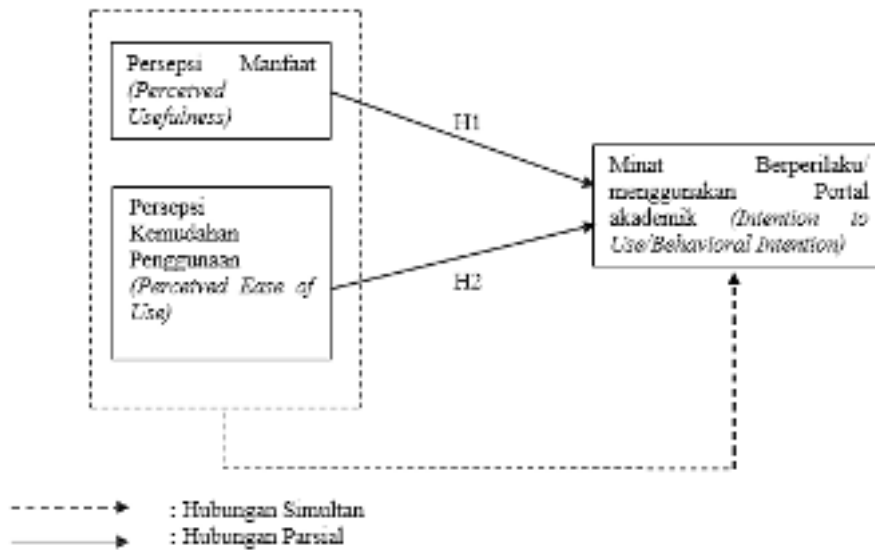 Persepsi Manfaat
(Perceived
Usefulness)
H1
Minat Berperilaku/
menggunakan Portal
akademik (Intention to
Use/Behavioral Intention)
Persepsi
Kemudahan
Penggunaan
(Perceived Ease of
Use)
H2
: Hubungan Simultan
: Hubungan Parsial